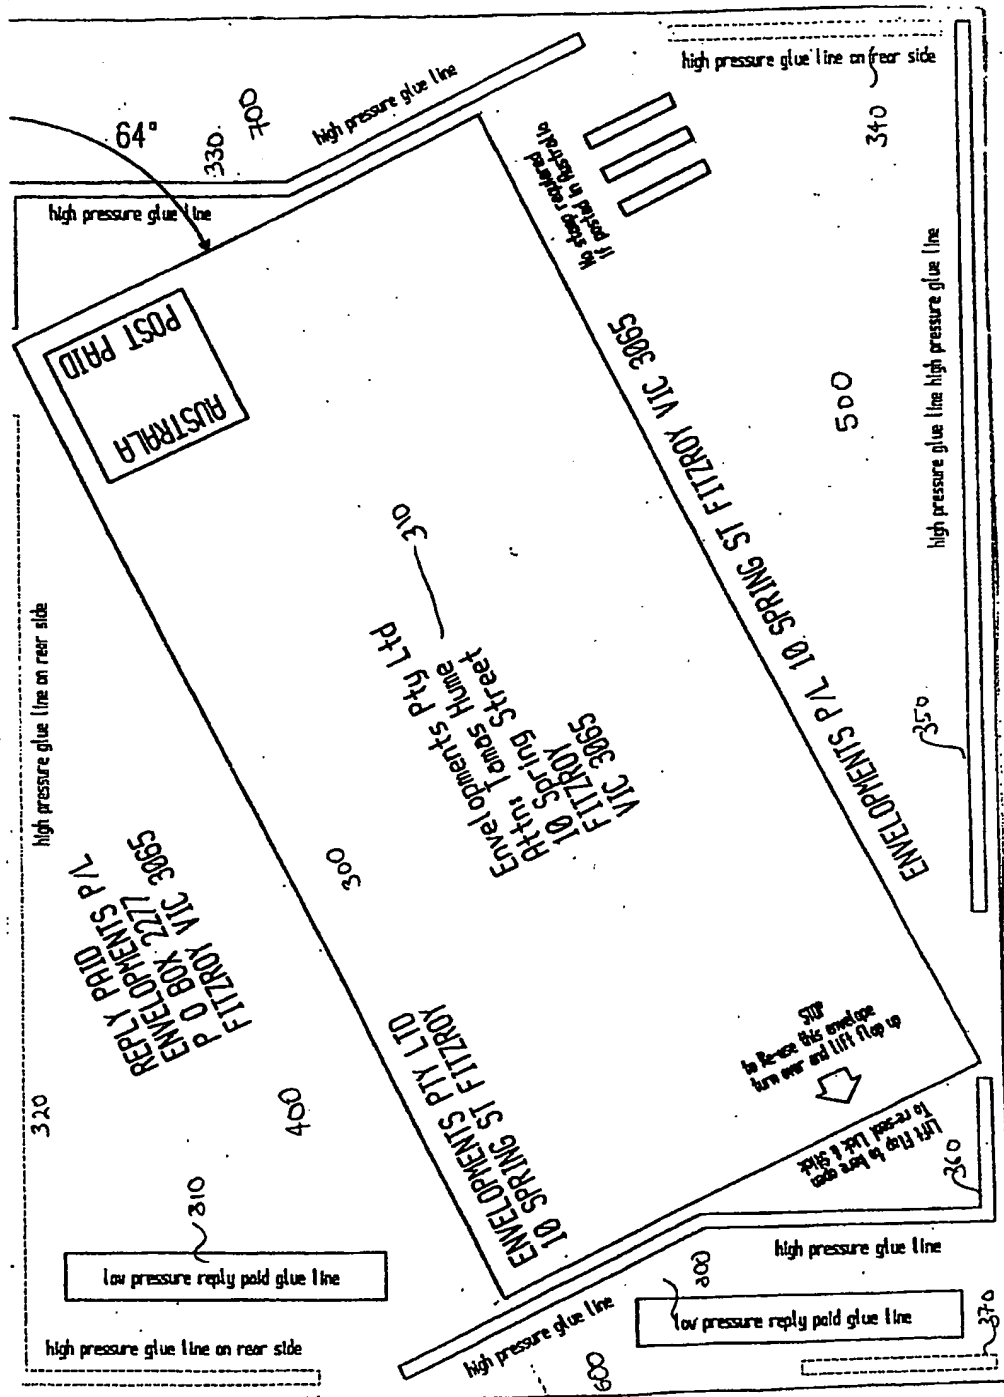 high pressure glue line on rear side
340
64°
330
700
high pressure glue line
high pressure glue line
No stamp required
If posted in Australia
POST PAID
AUSTRALA
high pressure glue line on rear side
320
REPLY PAID
ENVELOPMENTS P/L
P O BOX 2277
FITZROY VIC 3065
300
400
310
Envelopments Pty Ltd
Attn: Tamas Hume
10 Spring Street
FITZROY
VIC 3065
ENVELOPMENTS P/L 10 SPRING ST FITZROY VIC 3065
500
high pressure glue line high pressure glue line
350
ENVELOPMENTS PTY LTD
10 SPRING ST FITZROY
STOP
to Re-use this envelope
turn over and lift flap up
Lift Flap to here open
To re-seal Lick & Stick
360
810
low pressure reply paid glue line
high pressure glue line on rear side
high pressure glue line
600
200
high pressure glue line
low pressure reply paid glue line
370